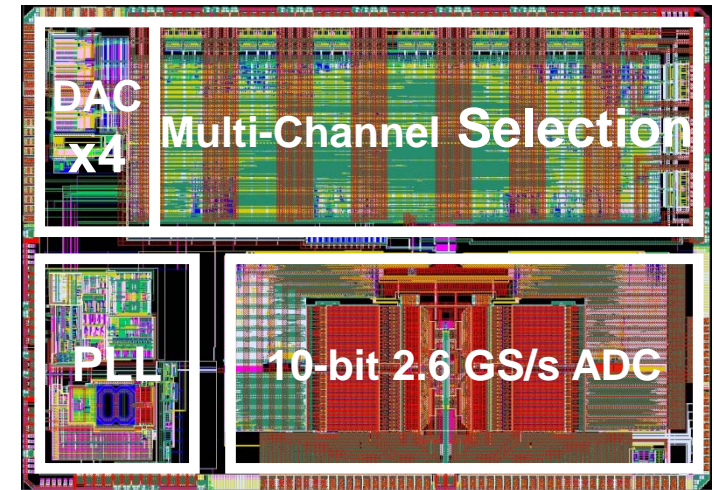 DAC
x4
Multi-Channel Selection
PLL
10-bit 2.6 GS/s ADC